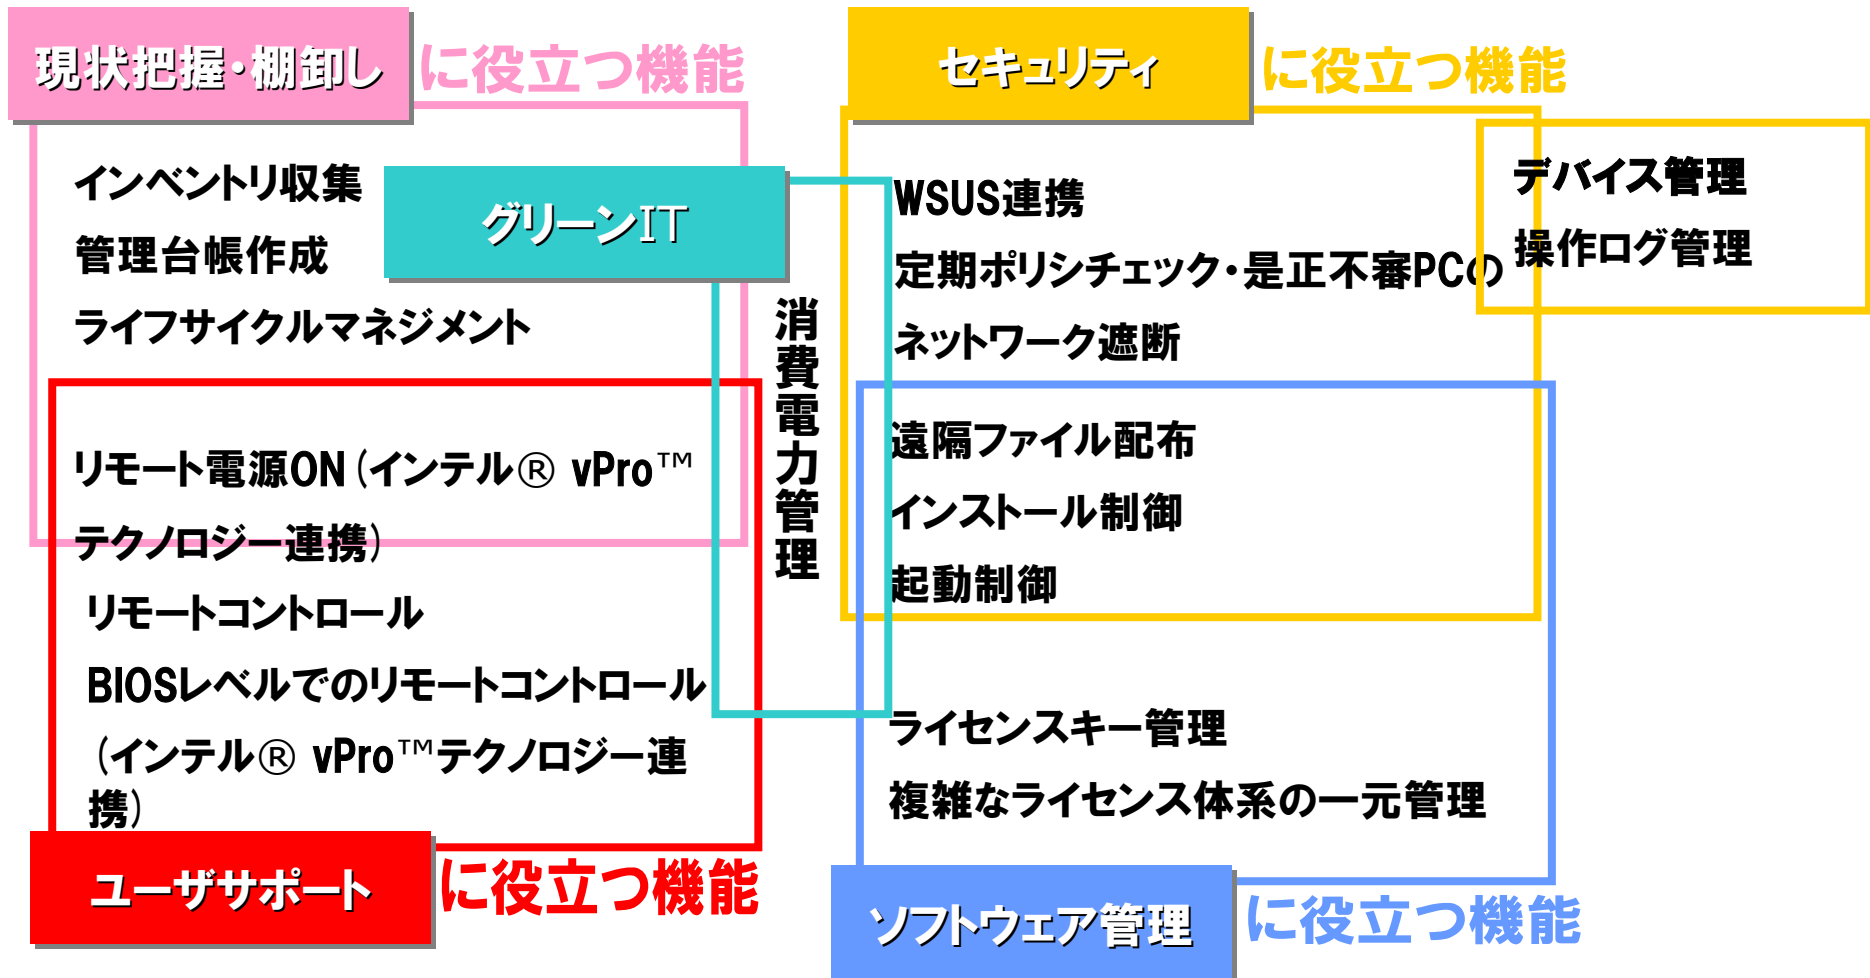 現状把握・棚卸し に役立つ機能
インベントリ収集
管理台帳作成
ライフサイクルマネジメント
グリーンIT
消費電力管理
リモート電源ON(インテル® vPro™
テクノロジー連携)
リモートコントロール
BIOSレベルでのリモートコントロール
(インテル® vPro™テクノロジー連
携)
ユーザサポート に役立つ機能
セキュリティ に役立つ機能
WSUS連携
定期ポリシチェック・是正不審PCの
ネットワーク遮断
デバイス管理
操作ログ管理
遠隔ファイル配布
インストール制御
起動制御
ライセンスキー管理
複雑なライセンス体系の一元管理
ソフトウェア管理 に役立つ機能